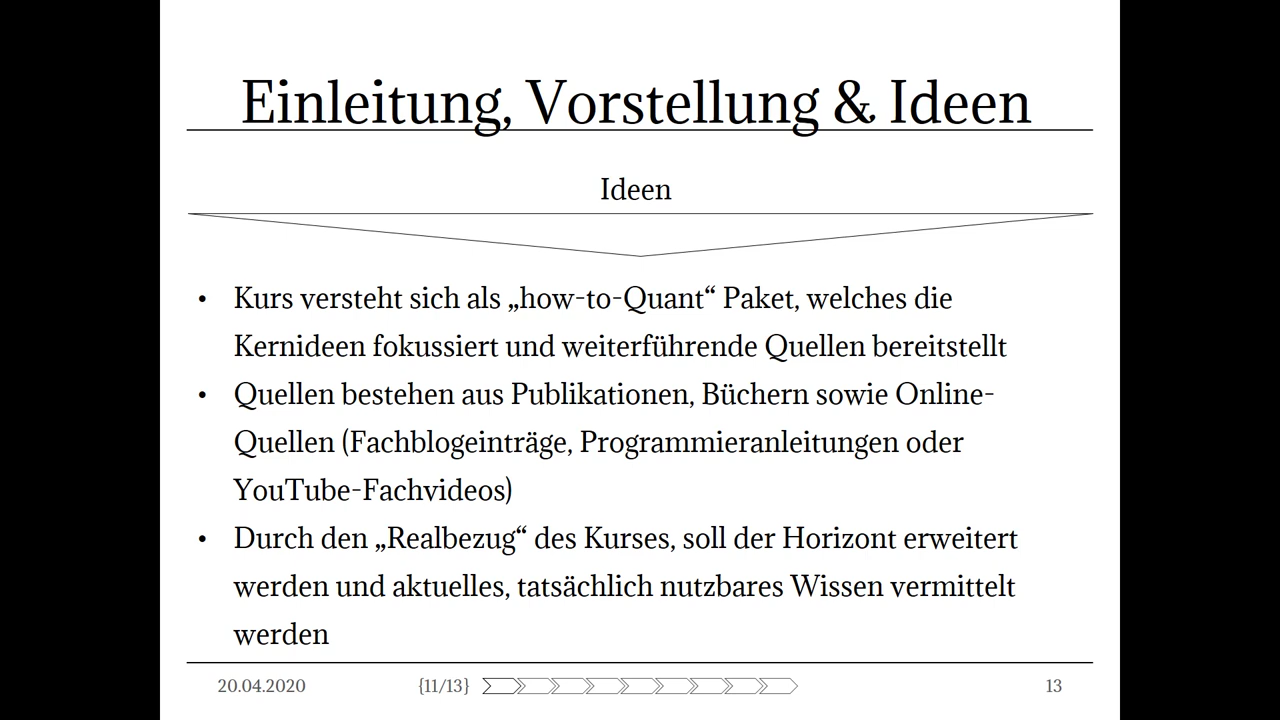 Einleitung, Vorstellung & Ideen
Ideen
• Kurs versteht sich als „how-to-Quant“ Paket, welches die
Kernideen fokussiert und weiterführende Quellen bereitstellt
• Quellen bestehen aus Publikationen, Büchern sowie Online-
Quellen (Fachblogeinträge, Programmieranleitungen oder
YouTube-Fachvideos)
• Durch den „Realbezug“ des Kurses, soll der Horizont erweitert
werden und aktuelles, tatsächlich nutzbares Wissen vermittelt
werden
20.04.2020 {11/13} 13